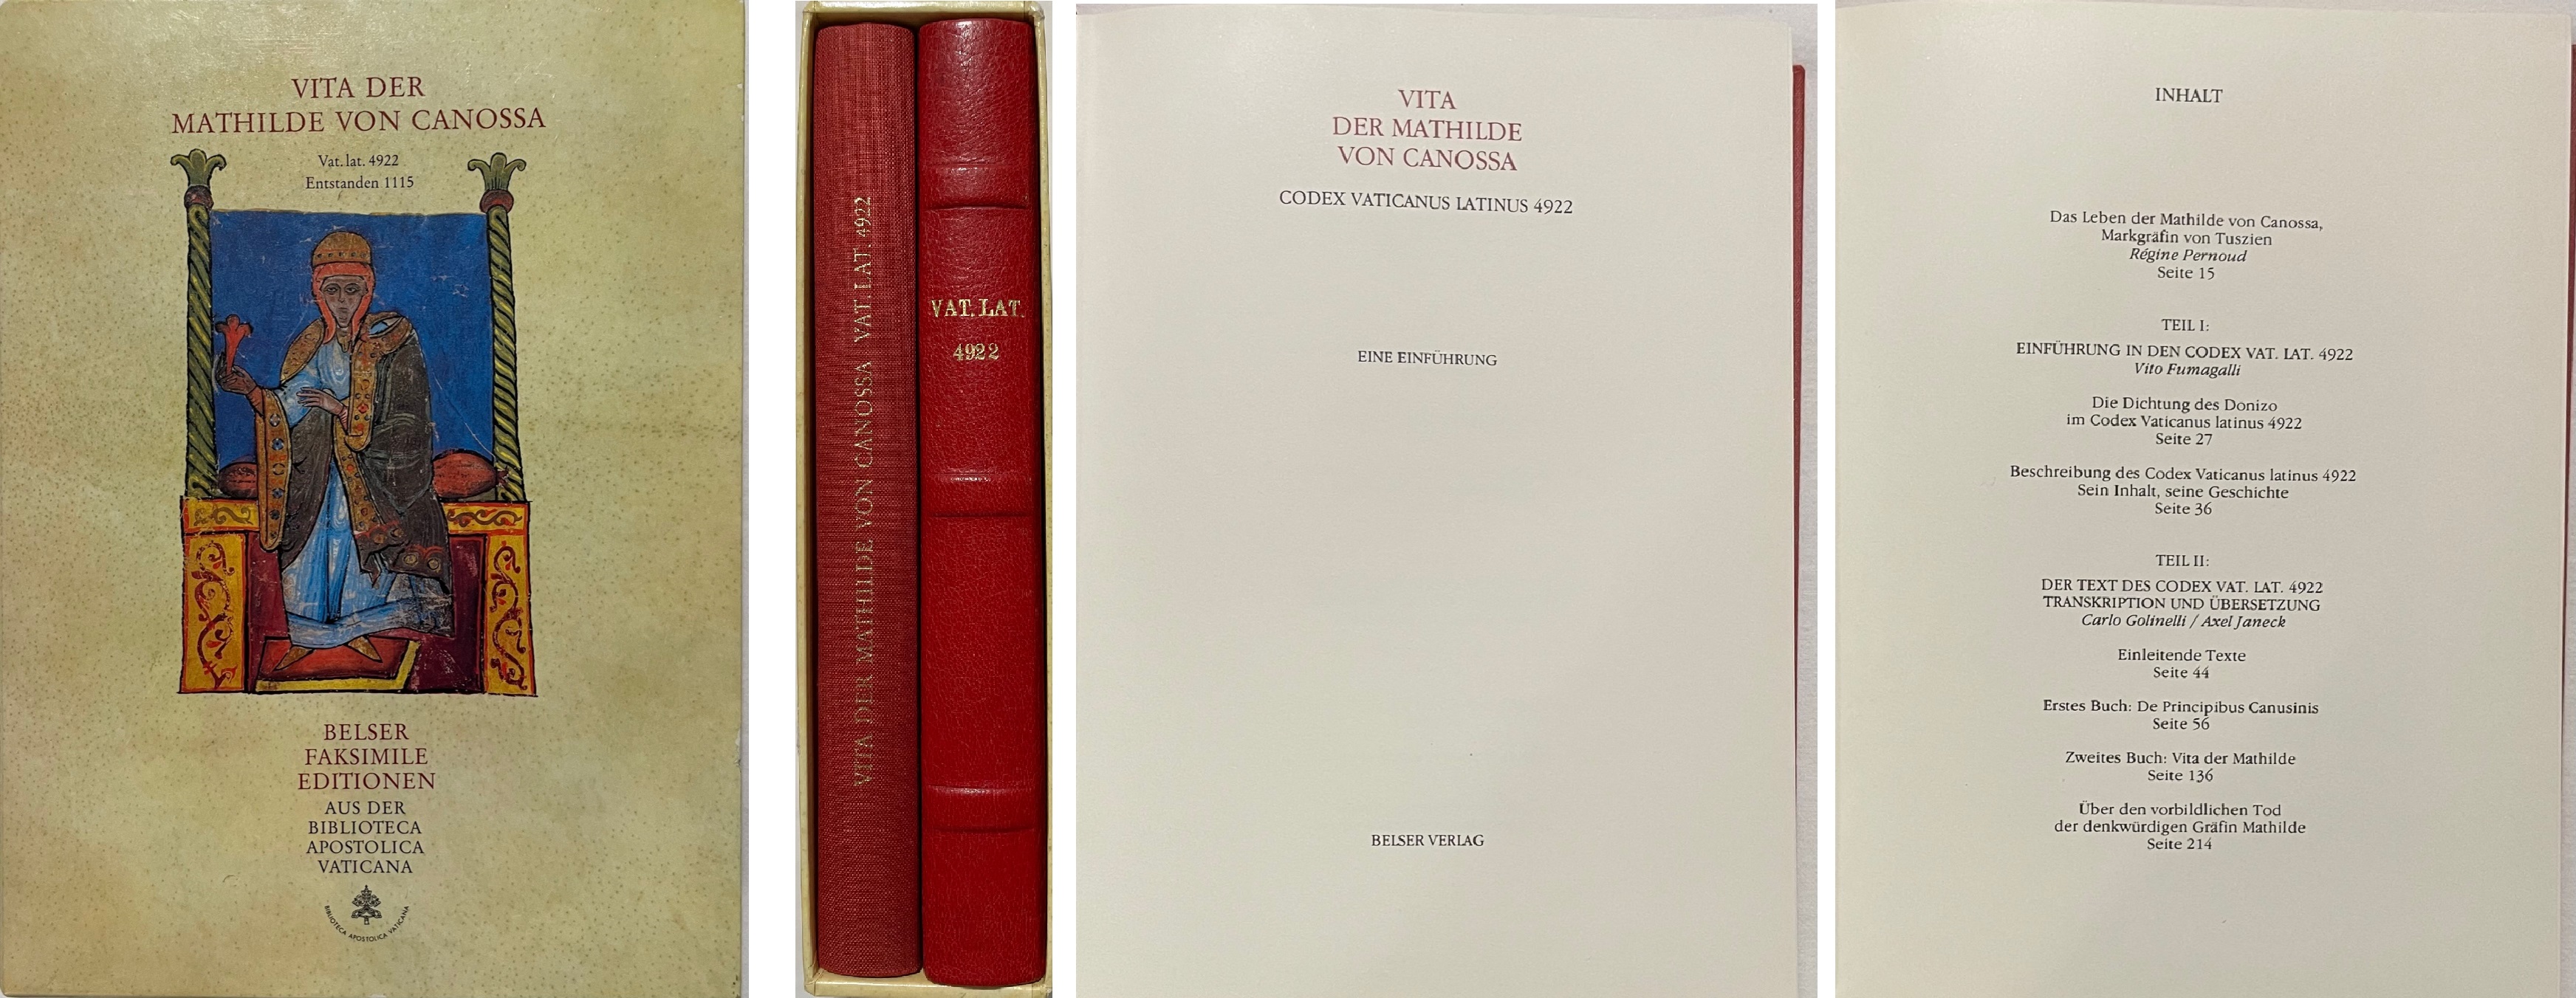 VITA DER
MATHILDE VON CANOSSA
Vat. lat. 4922
Entstanden 1115
BELSER
FAKSIMILE
EDITIONEN
AUS DER
BIBLIOTECA
APOSTOLICA
VATICANA
BIBLIOTECA APOSTOLICA VATICANA
VITA DER MATHILDE VON CANOSSA VAT. LAT. 4922
VAT. LAT.
4922
VITA
DER MATHILDE
VON CANOSSA
CODEX VATICANUS LATINUS 4922
EINE EINFÜHRUNG
BELSER VERLAG
INHALT
Das Leben der Mathilde von Canossa,
Markgräfin von Tuszien
Régine Pernoud
Seite 15
TEIL I:
EINFÜHRUNG IN DEN CODEX VAT. LAT. 4922
Vito Fumagalli
Die Dichtung des Donizo
im Codex Vaticanus latinus 4922
Seite 27
Beschreibung des Codex Vaticanus latinus 4922
Sein Inhalt, seine Geschichte
Seite 36
TEIL II:
DER TEXT DES CODEX VAT. LAT. 4922
TRANSKRIPTION UND ÜBERSETZUNG
Carlo Golinelli / Axel Janeck
Einleitende Texte
Seite 44
Erstes Buch: De Principibus Canusinis
Seite 56
Zweites Buch: Vita der Mathilde
Seite 136
Über den vorbildlichen Tod
der denkwürdigen Gräfin Mathilde
Seite 214